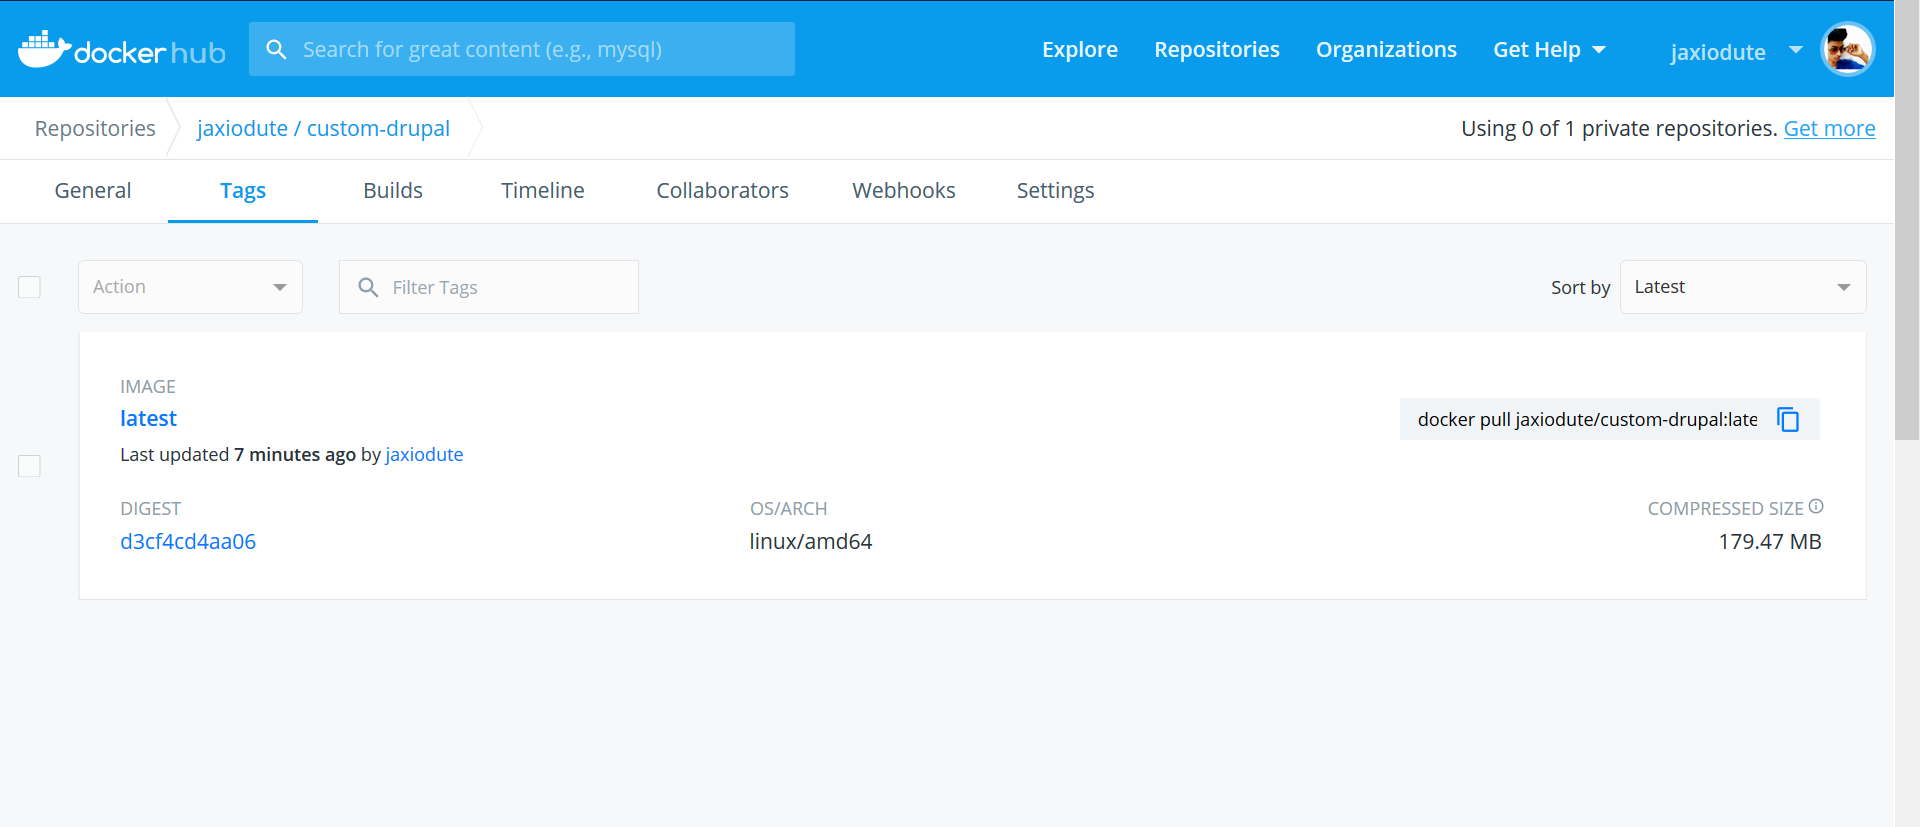 docker hub
Search for great content (e.g., mysql)
Explore
Repositories
Organizations
Get Help
jaxiodute
Repositories
jaxiodute / custom-drupal
Using 0 of 1 private repositories. Get more
General
Tags
Builds
Timeline
Collaborators
Webhooks
Settings
Action
Filter Tags
Sort by
Latest
IMAGE
latest
docker pull jaxiodute/custom-drupal:late
Last updated 7 minutes ago by jaxiodute
DIGEST
OS/ARCH
COMPRESSED SIZE
d3cf4cd4aa06
linux/amd64
179.47 MB